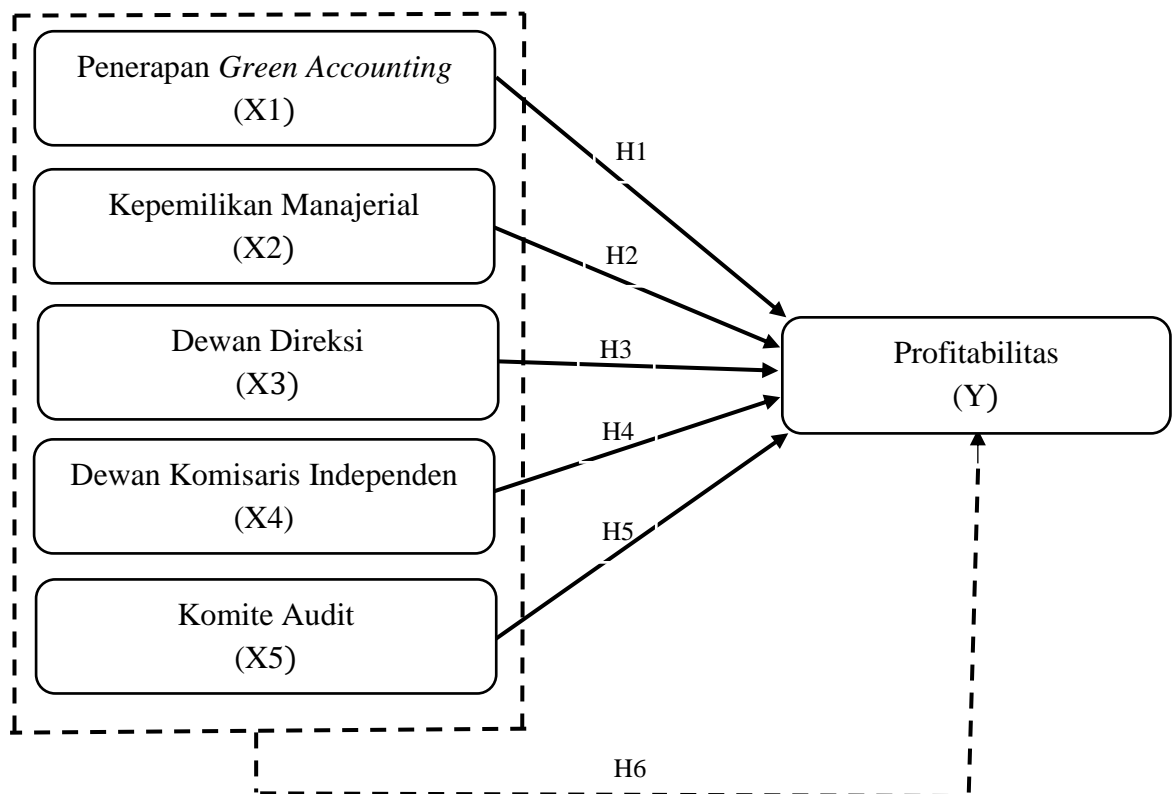 Penerapan Green Accounting
(X1)
Kepemilikan Manajerial
(X2)
Dewan Direksi
(X3)
Dewan Komisaris Independen
(X4)
Komite Audit
(X5)
H1
H2
H3
H4
H5
Profitabilitas
(Y)
H6